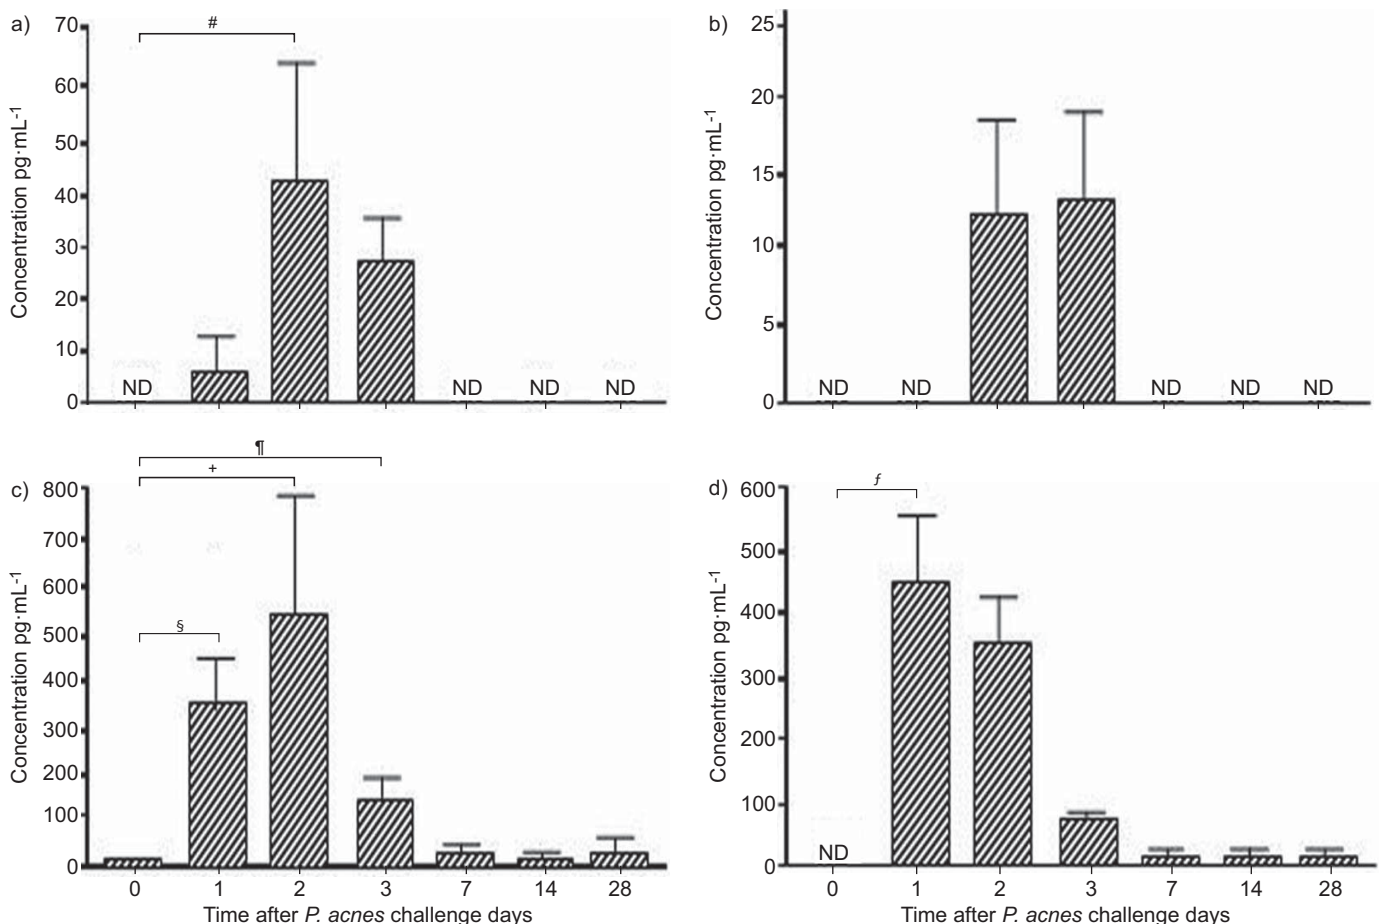 a)
#
70
60
50
40
30
20
10
0
Concentration pg·mL-1
ND
ND
ND
ND
b)
25
20
15
10
5
0
Concentration pg·mL-1
ND
ND
ND
ND
ND
c)
¶
+
§
800
700
600
500
400
300
200
100
0
Concentration pg·mL-1
0 1 2 3 7 14 28
Time after P. acnes challenge days
d)
ƒ
600
500
400
300
200
100
0
Concentration pg·mL-1
ND
0 1 2 3 7 14 28
Time after P. acnes challenge days